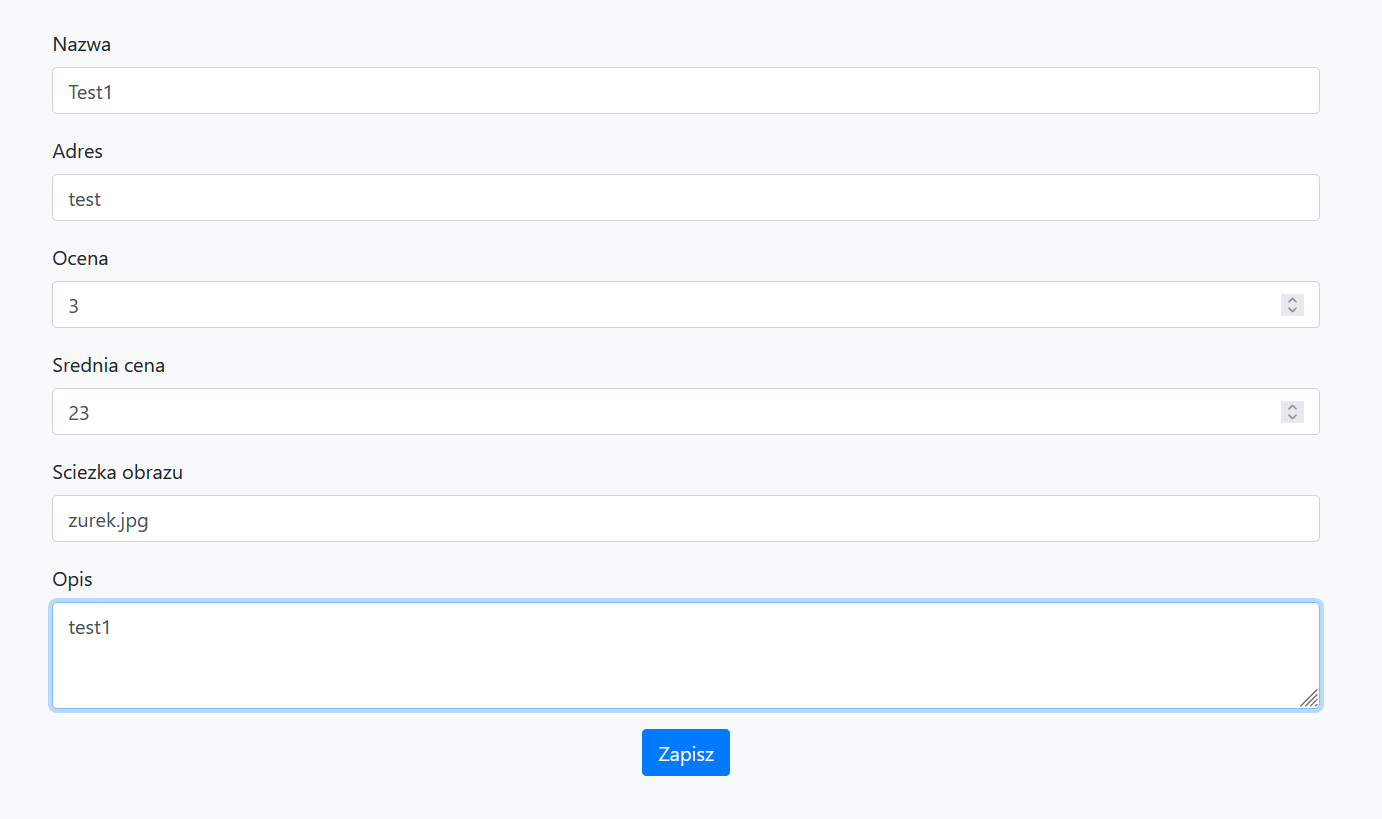 Nazwa
Test1
Adres
test
Ocena
3
Srednia cena
23
Sciezka obrazu
zurek.jpg
Opis
test1
Zapisz